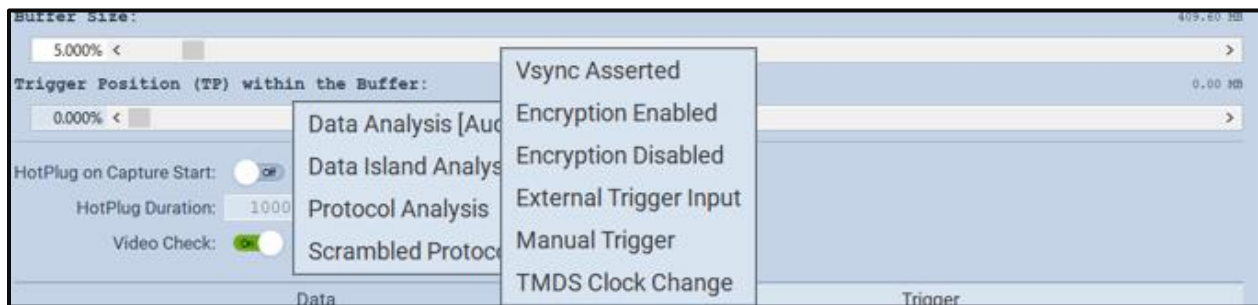 Buffer Size:
409.60 MB
5.000% < >
Trigger Position (TP) within the Buffer:
0.00 MB
0.000% < >
HotPlug on Capture Start: Off
HotPlug Duration: 1000
Video Check: On
Data Analysis [Aud
Data Island Analys
Protocol Analysis
Scrambled Protoco
Vsync Asserted
Encryption Enabled
Encryption Disabled
External Trigger Input
Manual Trigger
TMDS Clock Change
Data
Trigger